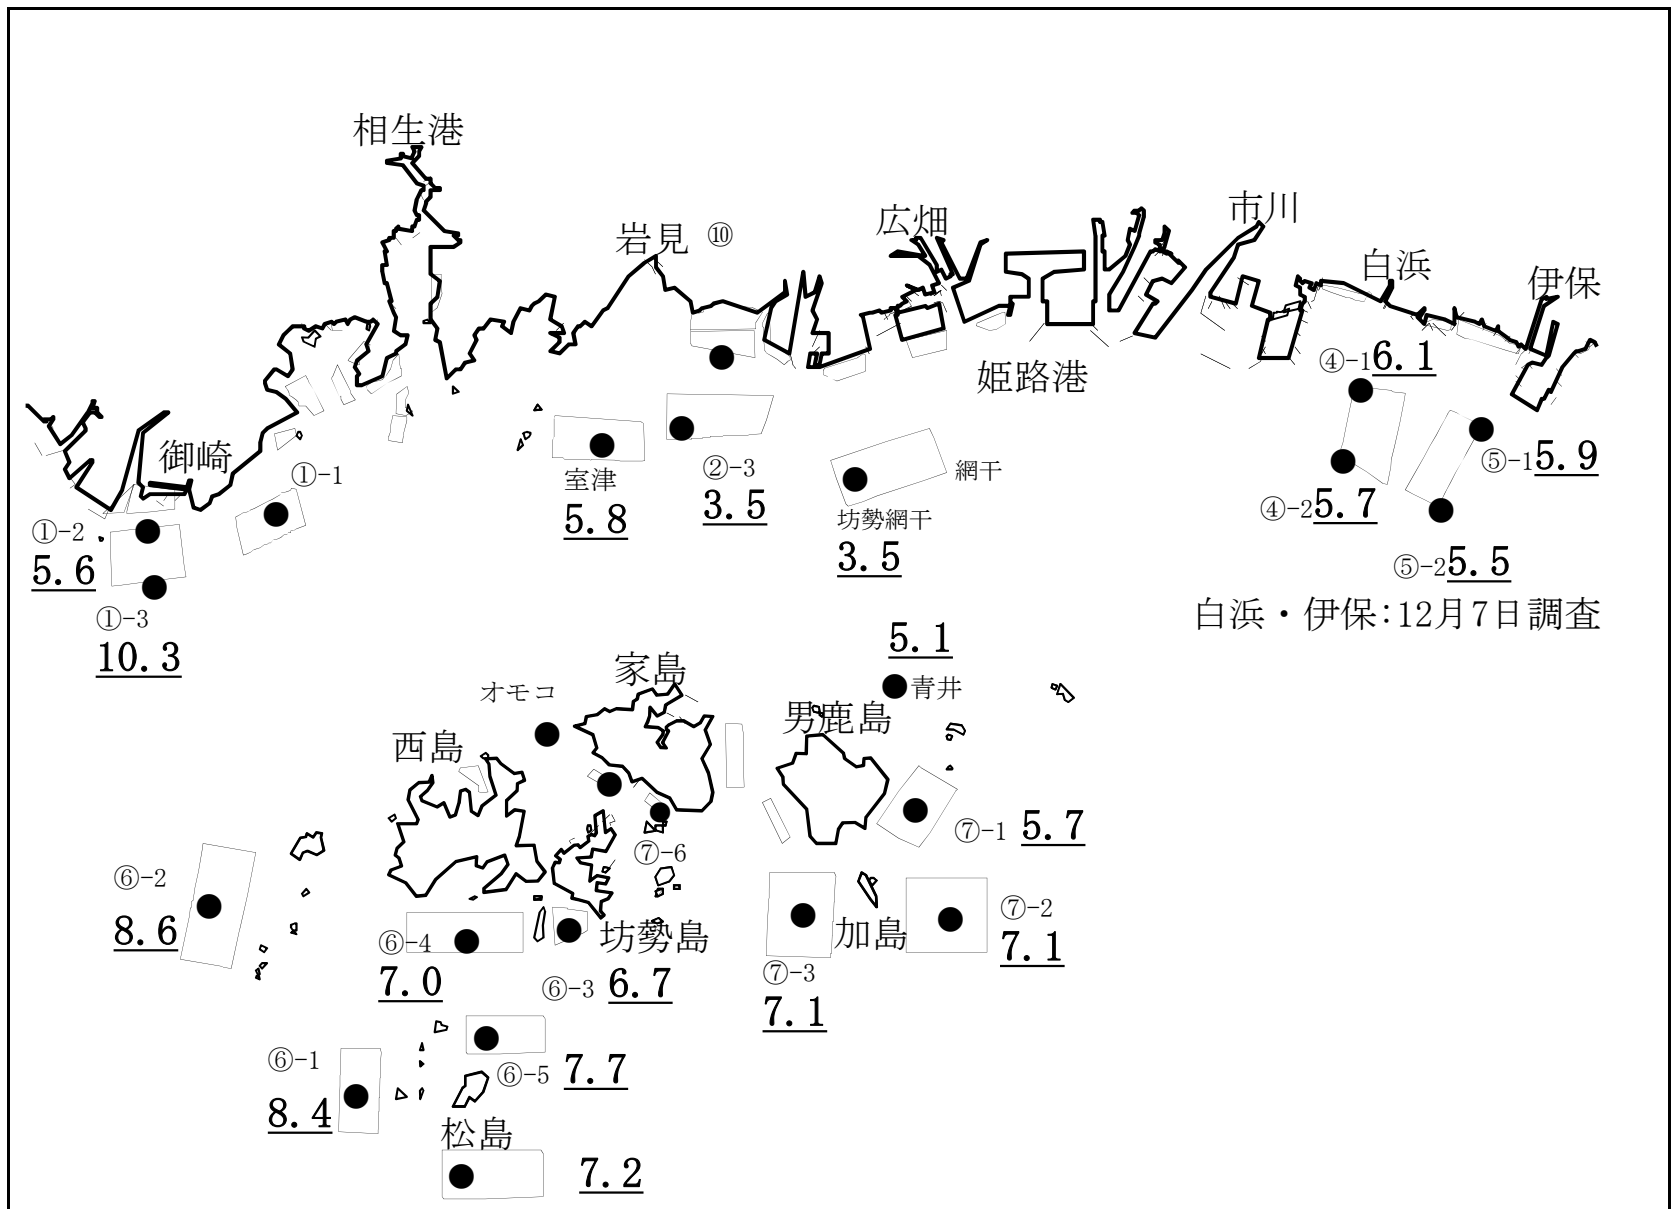 相生港
市川
広畑
岩見 ⑩
白浜
伊保
④-1 6.1
姫路港
御崎
①-1
②-3
3.5
室津
5.8
網干
坊勢網干
3.5
⑤-1 5.9
④-2 5.7
①-2
5.6
⑤-2 5.5
①-3
10.3
白浜・伊保:12月7日調査
5.1
青井
家島
オモコ
男鹿島
西島
⑦-1 5.7
⑦-6
⑥-2
8.6
⑦-2
7.1
加島
坊勢島
⑥-4
7.0
⑦-3
7.1
⑥-3 6.7
⑥-1
8.4
⑥-5 7.7
松島
7.2